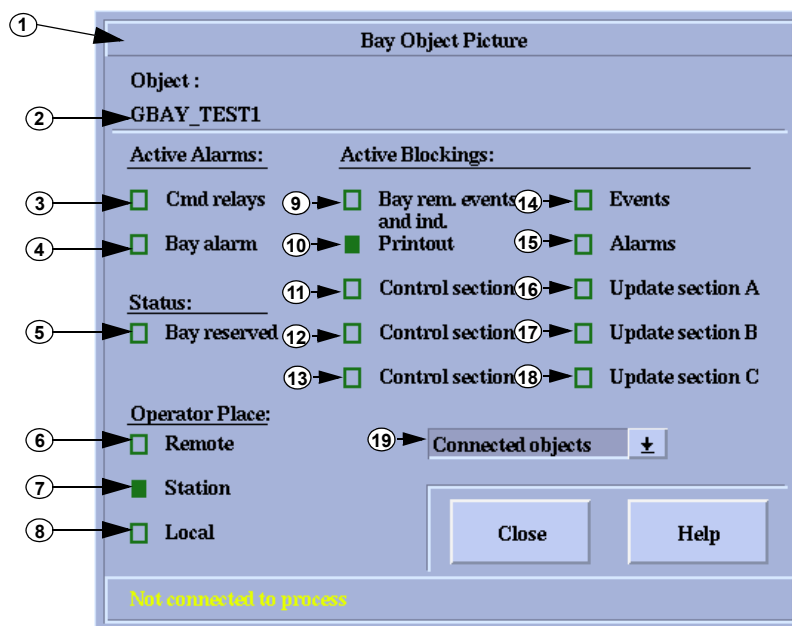 1 Bay Object Picture
Object :
2 GBAY_TEST1
Active Alarms: Active Blockings:
3 Cmd relays 9 Bay rem. events and ind. 14 Events
4 Bay alarm 10 Printout 15 Alarms
11 Control section 16 Update section A
Status:
5 Bay reserved 12 Control section 17 Update section B
13 Control section 18 Update section C
Operator Place:
6 Remote 19 Connected objects
7 Station
8 Local Close Help
Not connected to process